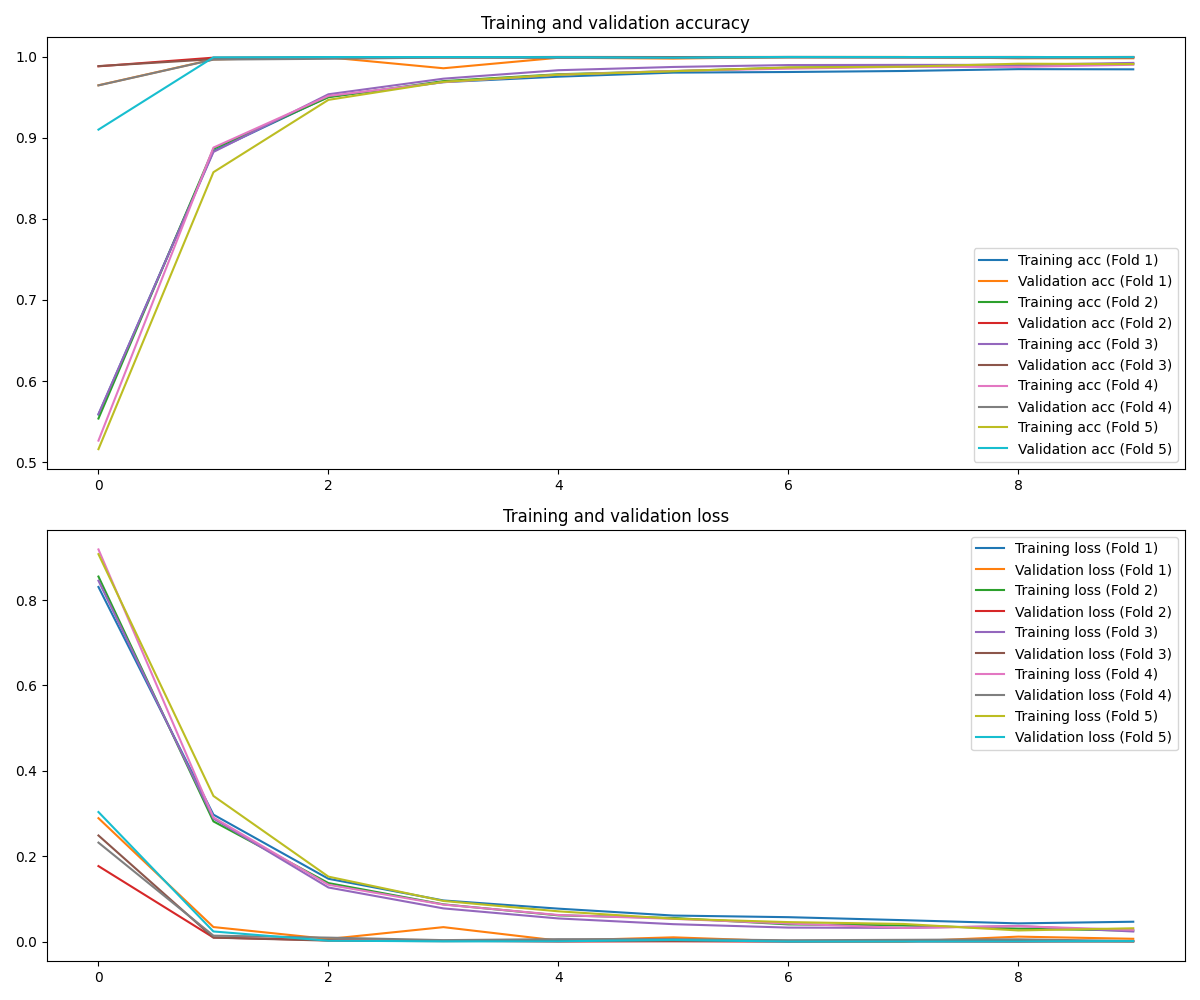 Training and validation accuracy
1.0
0.9
0.8
0.7
0.6
0.5
Training acc (Fold 1)
Validation acc (Fold 1)
Training acc (Fold 2)
Validation acc (Fold 2)
Training acc (Fold 3)
Validation acc (Fold 3)
Training acc (Fold 4)
Validation acc (Fold 4)
Training acc (Fold 5)
Validation acc (Fold 5)
0 2 4 6 8
Training and validation loss
0.8
0.6
0.4
0.2
0.0
Training loss (Fold 1)
Validation loss (Fold 1)
Training loss (Fold 2)
Validation loss (Fold 2)
Training loss (Fold 3)
Validation loss (Fold 3)
Training loss (Fold 4)
Validation loss (Fold 4)
Training loss (Fold 5)
Validation loss (Fold 5)
0 2 4 6 8